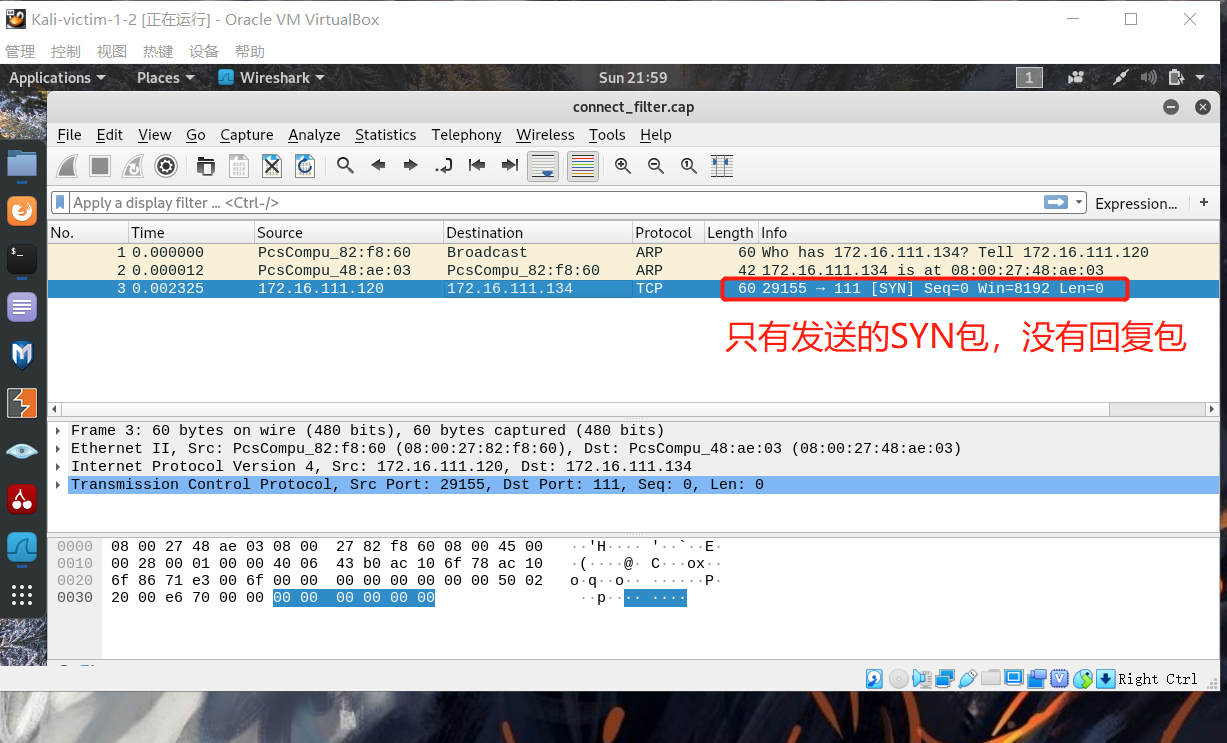 Kali-victim-1-2 [正在运行] - Oracle VM VirtualBox
管理 控制 视图 热键 设备 帮助
Applications Places Wireshark Sun 21:59 1
connect_filter.cap
File Edit View Go Capture Analyze Statistics Telephony Wireless Tools Help
Apply a display filter ... <Ctrl-/> Expression... +
No. Time Source Destination Protocol Length Info
1 0.000000 PcsCompu_82:f8:60 Broadcast ARP 60 Who has 172.16.111.134? Tell 172.16.111.120
2 0.000012 PcsCompu_48:ae:03 PcsCompu_82:f8:60 ARP 42 172.16.111.134 is at 08:00:27:48:ae:03
3 0.002325 172.16.111.120 172.16.111.134 TCP 60 29155 → 111 [SYN] Seq=0 Win=8192 Len=0
只有发送的SYN包，没有回复包
Frame 3: 60 bytes on wire (480 bits), 60 bytes captured (480 bits)
Ethernet II, Src: PcsCompu_82:f8:60 (08:00:27:82:f8:60), Dst: PcsCompu_48:ae:03 (08:00:27:48:ae:03)
Internet Protocol Version 4, Src: 172.16.111.120, Dst: 172.16.111.134
Transmission Control Protocol, Src Port: 29155, Dst Port: 111, Seq: 0, Len: 0
0000 08 00 27 48 ae 03 08 00 27 82 f8 60 08 00 45 00 ··'H···· '··`··E·
0010 00 28 00 01 00 00 40 06 43 b0 ac 10 6f 78 ac 10 ·(····@· C···ox··
0020 6f 86 71 e3 00 6f 00 00 00 00 00 00 00 00 50 02 o·q··o·· ······P·
0030 20 00 e6 70 00 00 00 00 00 00 00 00 ··p·· ·· ····
Right Ctrl